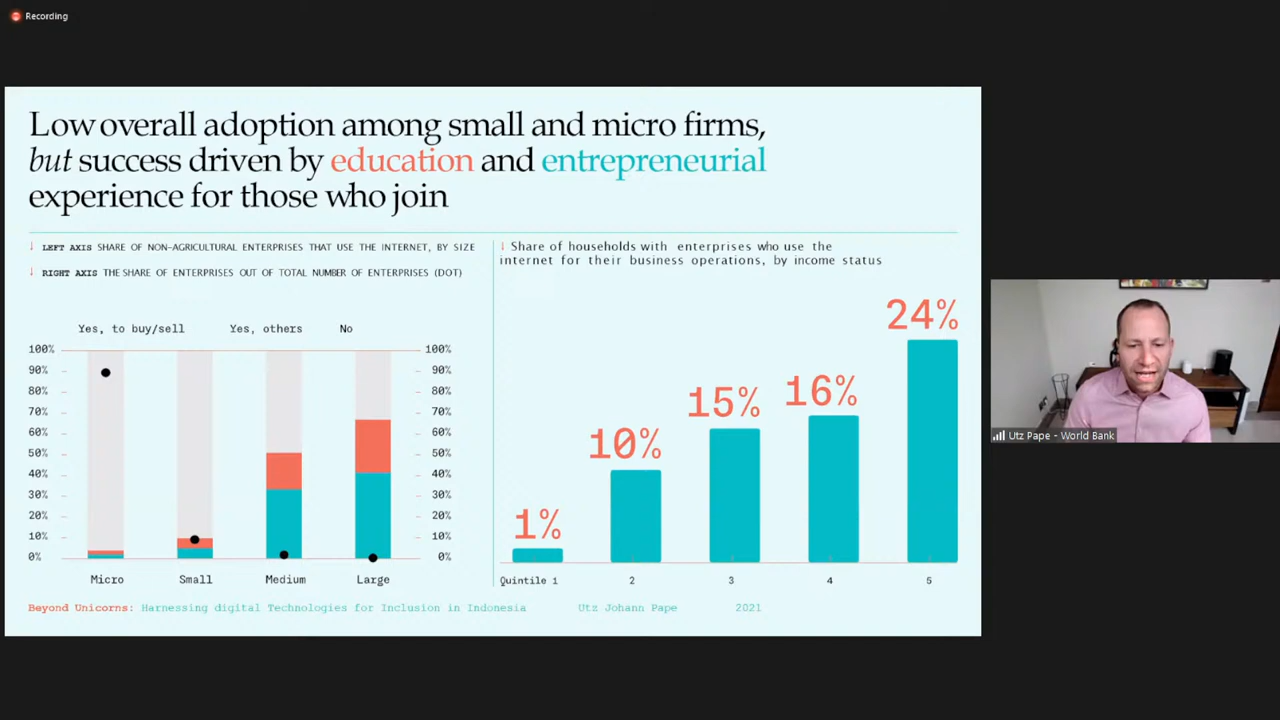 Recording
Low overall adoption among small and micro firms,
but success driven by education and entrepreneurial
experience for those who join
↓ LEFT AXIS SHARE OF NON-AGRICULTURAL ENTERPRISES THAT USE THE INTERNET, BY SIZE
↓ RIGHT AXIS THE SHARE OF ENTERPRISES OUT OF TOTAL NUMBER OF ENTERPRISES (DOT)
Yes, to buy/sell Yes, others No
100% 100%
90% 90%
80% 80%
70% 70%
60% 60%
50% 50%
40% 40%
30% 30%
20% 20%
10% 10%
0% 0%
Micro Small Medium Large
↓ Share of households with enterprises who use the
internet for their business operations, by income status
1% 10% 15% 16% 24%
Quintile 1 2 3 4 5
Beyond Unicorns: Harnessing digital Technologies for Inclusion in Indonesia Utz Johann Pape 2021
Utz Pape - World Bank